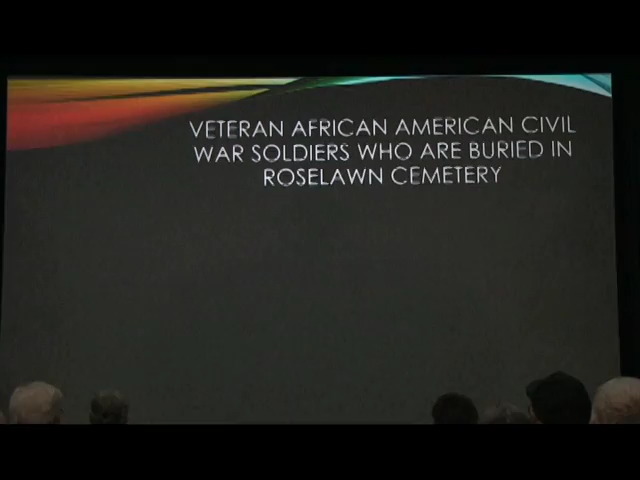 VETERAN AFRICAN AMERICAN CIVIL
WAR SOLDIERS WHO ARE BURIED IN
ROSELAWN CEMETERY